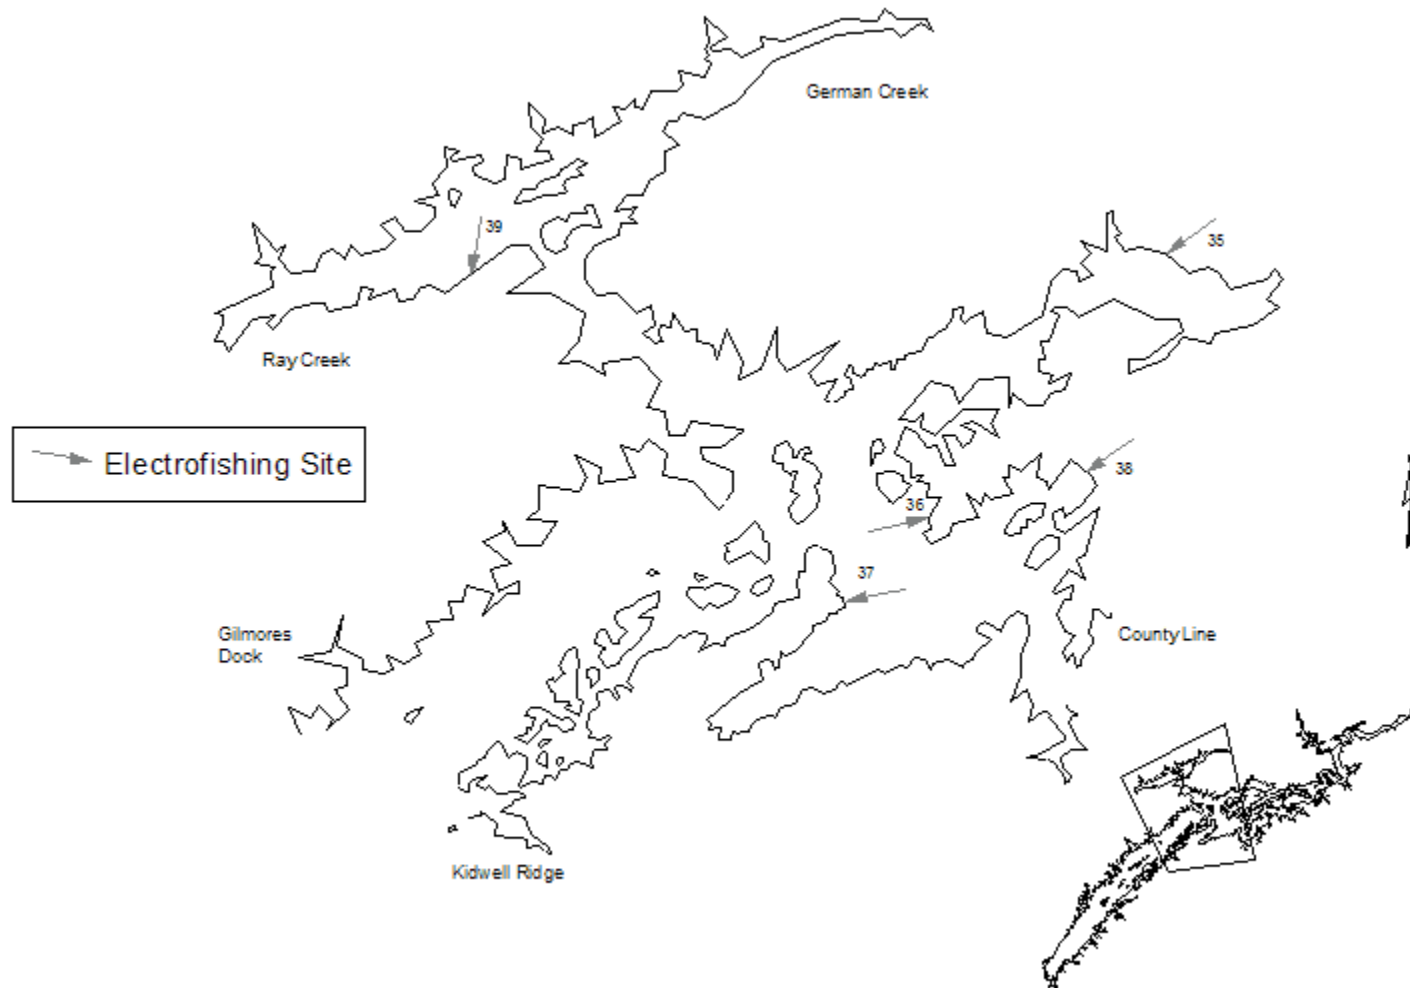 German Creek
39
35
Ray Creek
Electrofishing Site
38
36
37
Gilmores
Dock
County Line
Kidwell Ridge